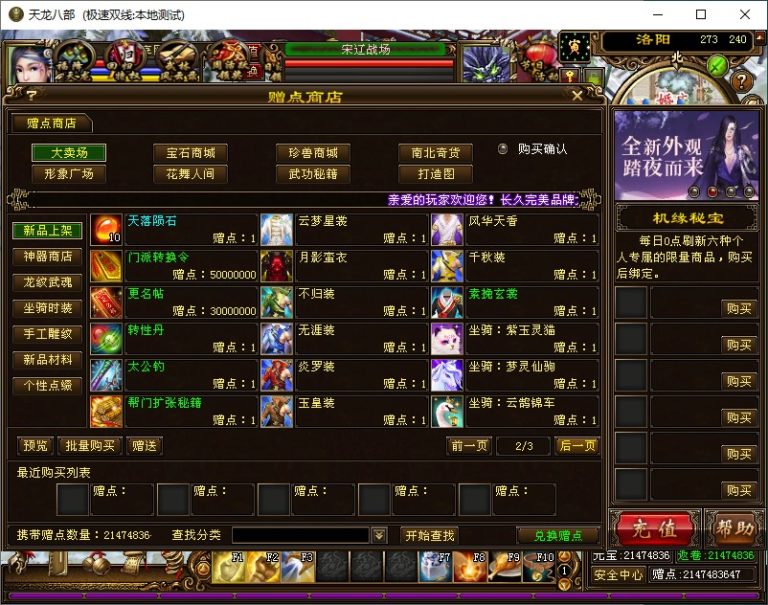 天龙八部 (极速双线:本地测试)
宋辽战场
寅
洛阳 273 240
北
赠点商店
赠点商店
大卖场 宝石商城 珍兽商城 南北奇货 购买确认
形象广场 花舞人间 武功秘籍 打造图
亲爱的玩家欢迎您! 长久完美品牌
新品上架
神器商店
龙纹武魂
坐骑时装
手工雕纹
新品材料
个性点缀
天落陨石 10 赠点:1
云梦星裳 赠点:1
风华天香 赠点:1
门派转换令 赠点:50000000
月影蛮衣 赠点:1
千秋装 赠点:1
更名帖 赠点:30000000
不归装 赠点:1
素挽玄裳 赠点:1
转性丹 赠点:1
无涯装 赠点:1
坐骑:紫玉灵猫 赠点:1
太公钓 赠点:1
炎罗装 赠点:1
坐骑:梦灵仙驹 赠点:1
帮门扩张秘籍 赠点:1
玉皇装 赠点:1
坐骑:云鹊锦车 赠点:1
预览 批量购买 赠送 前一页 2/3 后一页
最近购买列表
赠点: 赠点: 赠点: 赠点: 赠点:
携带赠点数量:21474836 查找分类 开始查找 兑换赠点
全新外观
踏夜而来
机缘秘宝
每日0点刷新六种个
人专属的限量商品,购买
后绑定。
购买
购买
购买
购买
购买
购买
充值 帮助
F1 F2 F3 F7 F8 F9 F10 1
元宝:21474836
安全中心 赠点:2147483647